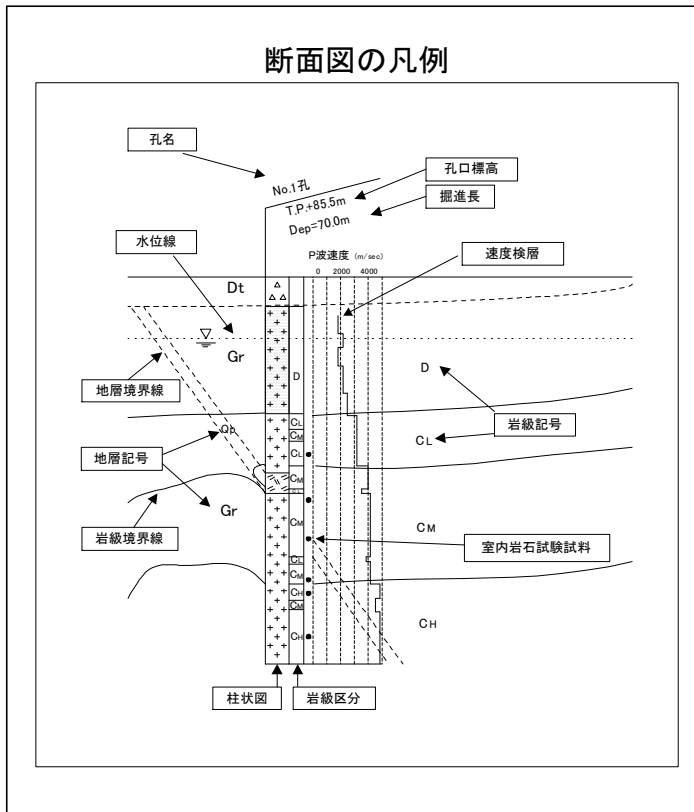 断面図の凡例
孔名
No.1孔
孔口標高
T.P.+85.5m
掘進長
Dep=70.0m
水位線
P波速度 (m/sec)
速度検層
0 2000 4000
Dt
Gr
地層境界線
D
D
岩級記号
CL
CM
CL
CL
Qp
地層記号
CM
Gr
岩級境界線
CM
CM
室内岩石試験試料
CL
CM
CH
CM
CH
CH
柱状図
岩級区分